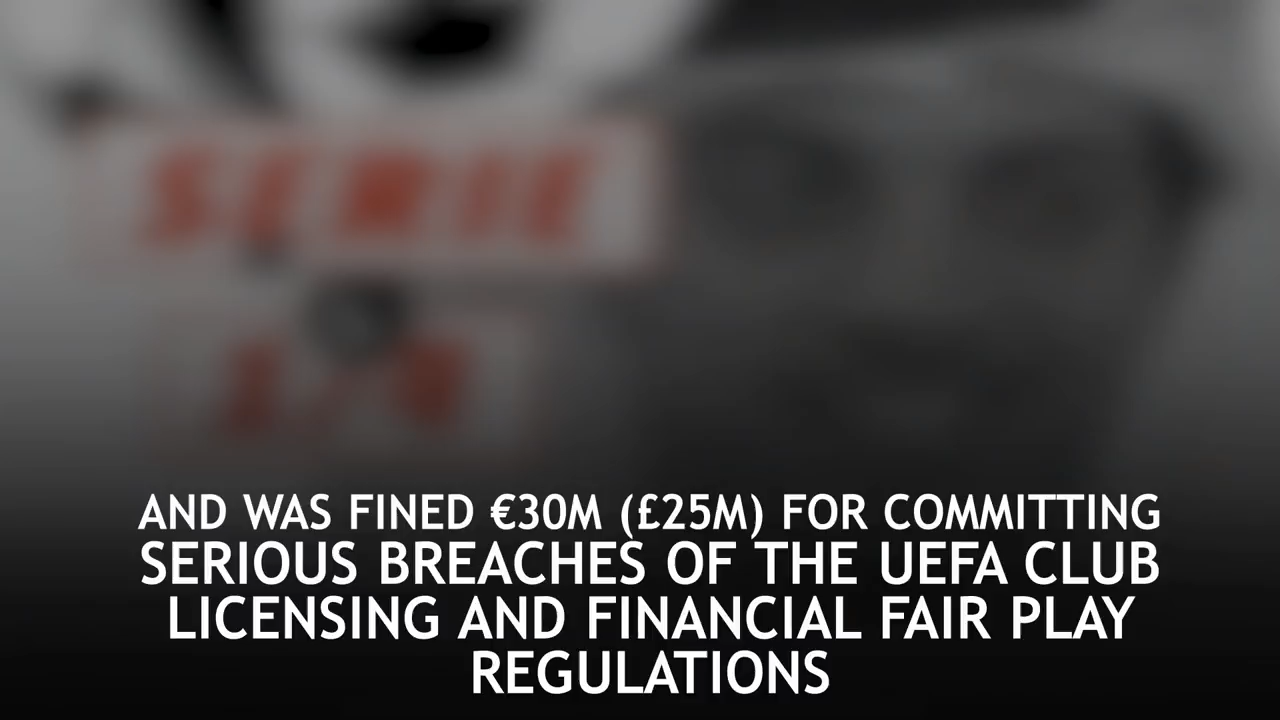 SERIE
AND WAS FINED €30M (£25M) FOR COMMITTING
SERIOUS BREACHES OF THE UEFA CLUB
LICENSING AND FINANCIAL FAIR PLAY
REGULATIONS